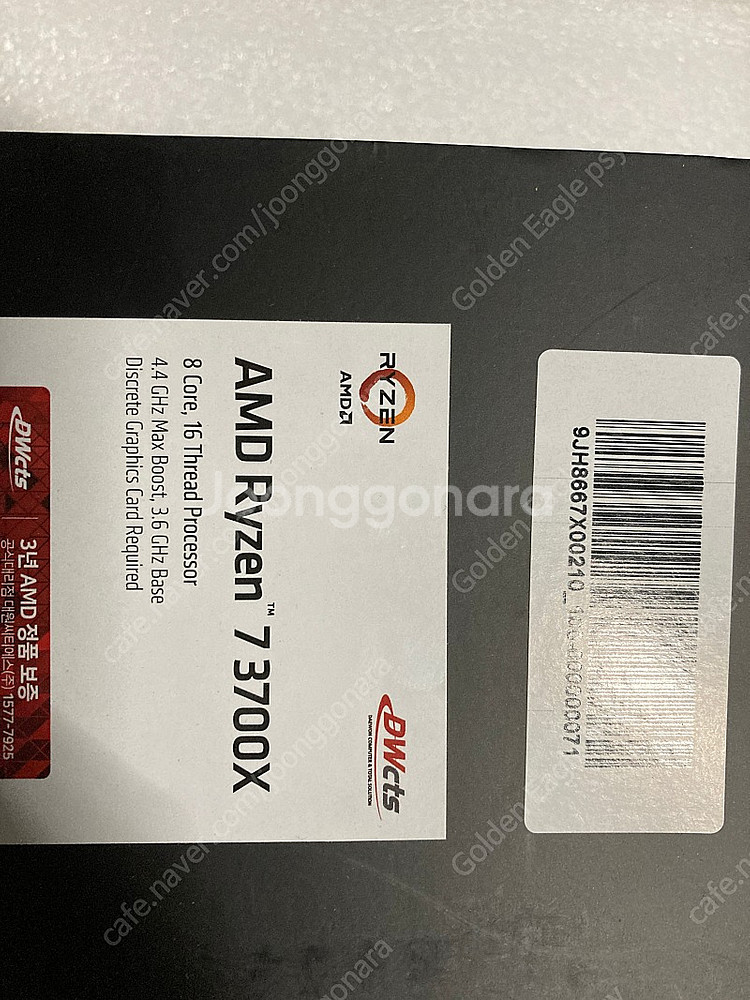 RYZEN
AMD
AMD Ryzen™ 7 3700X
8 Core, 16 Thread Processor
4.4 GHz Max Boost, 3.6 GHz Base
Discrete Graphics Card Required
DWcts
DAEWON COMPUTER & TOTAL SOLUTION
DWcts
3년 AMD 정품 보증
공식대리점 대원씨티에스(주) 1577-7925
9JH8667X00210
Joonggonara
cafe.naver.com/joonggonara
Golden Eagle psy